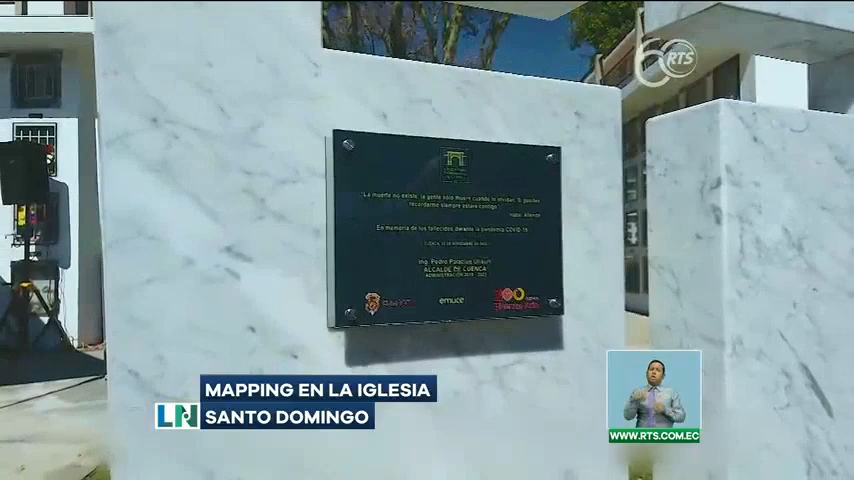 60 RTS
"La muerte no existe, la gente sólo muere cuando la olvidan. Si puedes
recordarme siempre estaré contigo".
Isabel Allende
En memoria de los fallecidos durante la pandemia COVID-19
Ing. Pedro Palacios Ullauri
ALCALDE DE CUENCA
emuce
MAPPING EN LA IGLESIA
LN
SANTO DOMINGO
WWW.RTS.COM.EC